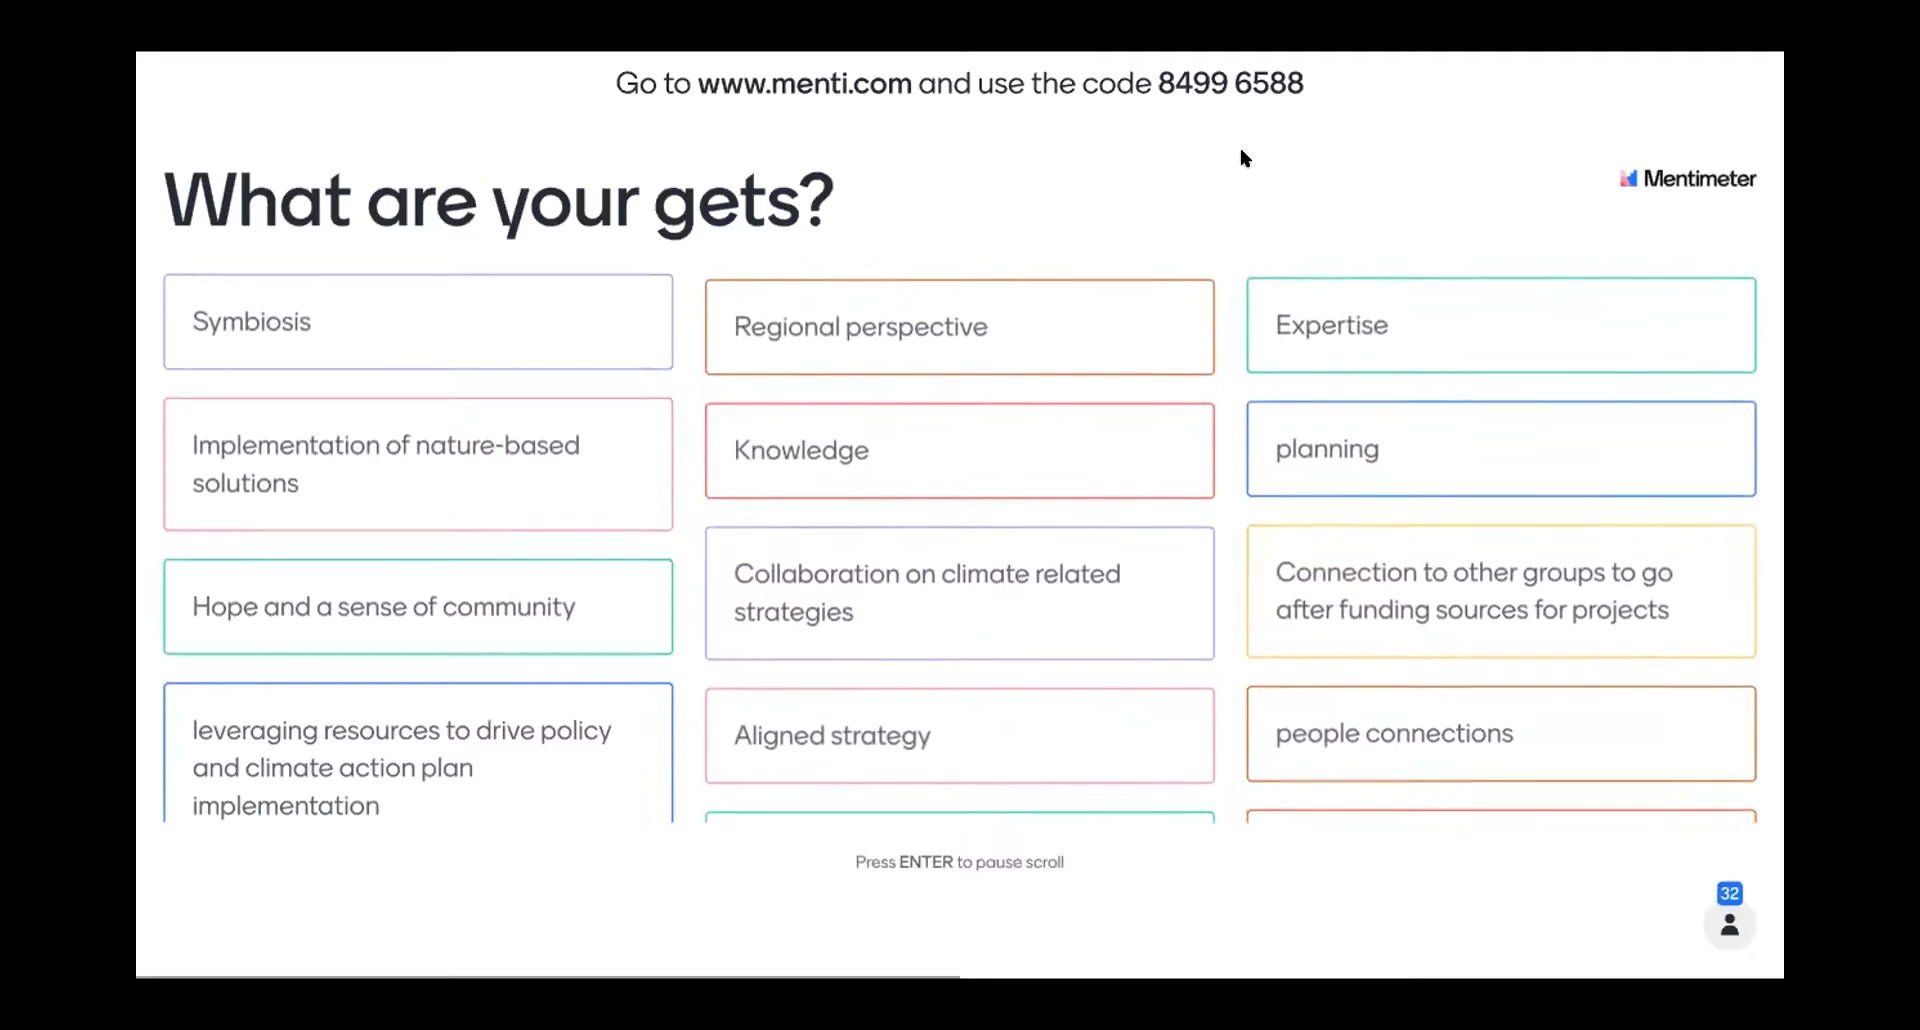 Go to www.menti.com and use the code 8499 6588
What are your gets?
Mentimeter
Symbiosis
Implementation of nature-based
solutions
Hope and a sense of community
leveraging resources to drive policy
and climate action plan
implementation
Regional perspective
Knowledge
Collaboration on climate related
strategies
Aligned strategy
Expertise
planning
Connection to other groups to go
after funding sources for projects
people connections
Press ENTER to pause scroll
32